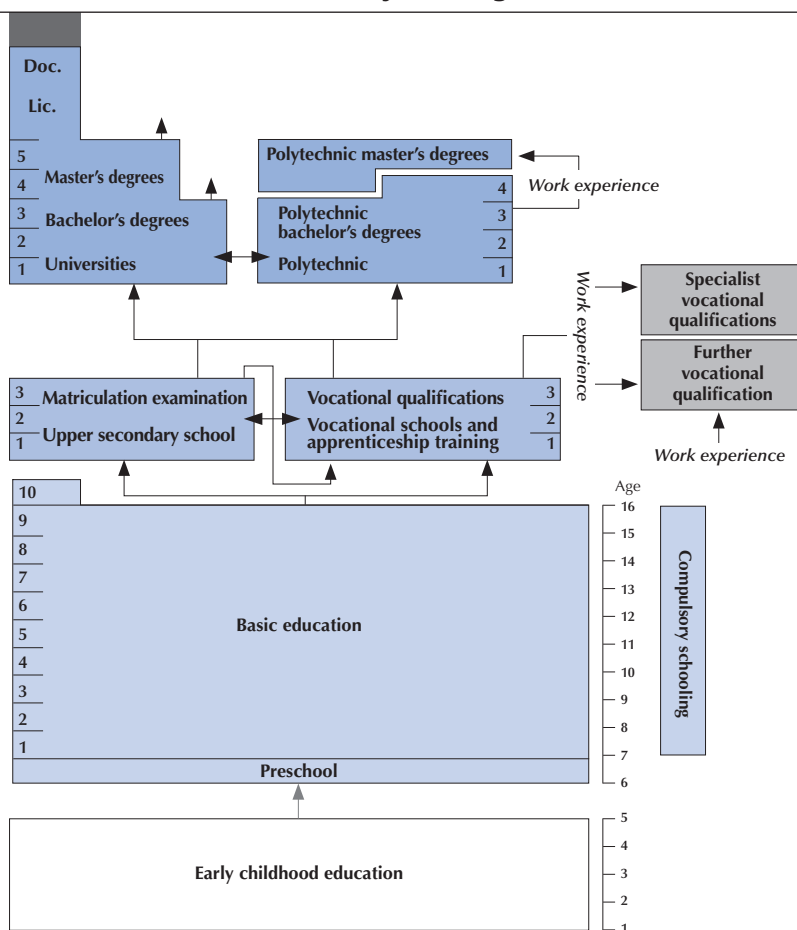 Doc.
Lic.
5
4
3
2
1
Master's degrees
Bachelor's degrees
Universities
Polytechnic master's degrees
Work experience
Polytechnic
bachelor's degrees
Polytechnic
4
3
2
1
Work experience
Specialist
vocational
qualifications
Further
vocational
qualification
Work experience
3
2
1
Matriculation examination
Upper secondary school
Vocational qualifications
Vocational schools and
apprenticeship training
3
2
1
10
9
8
7
6
5
4
3
2
1
Basic education
Preschool
Early childhood education
Age
16
15
14
13
12
11
10
9
8
7
6
5
4
3
2
1
Compulsory schooling